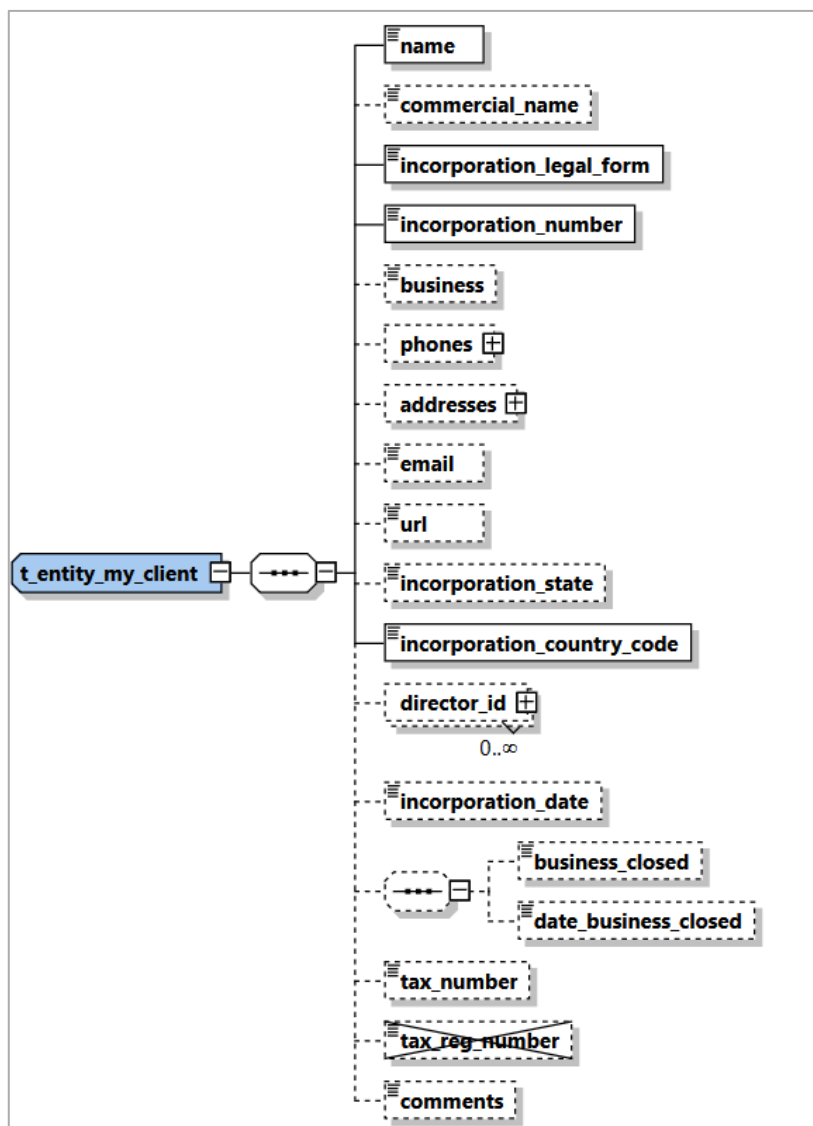 name
commercial_name
incorporation_legal_form
incorporation_number
business
phones
addresses
email
url
t_entity_my_client
incorporation_state
incorporation_country_code
director_id
0..∞
incorporation_date
business_closed
date_business_closed
tax_number
tax_reg_number
comments